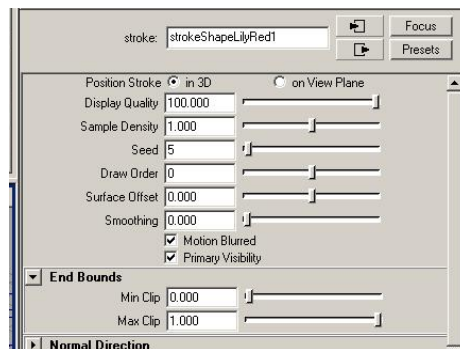 stroke: strokeShapeLilyRed1 Focus
Presets
Position Stroke in 3D on View Plane
Display Quality 100.000
Sample Density 1.000
Seed 5
Draw Order 0
Surface Offset 0.000
Smoothing 0.000
Motion Blurred
Primary Visibility
End Bounds
Min Clip 0.000
Max Clip 1.000
Normal Direction